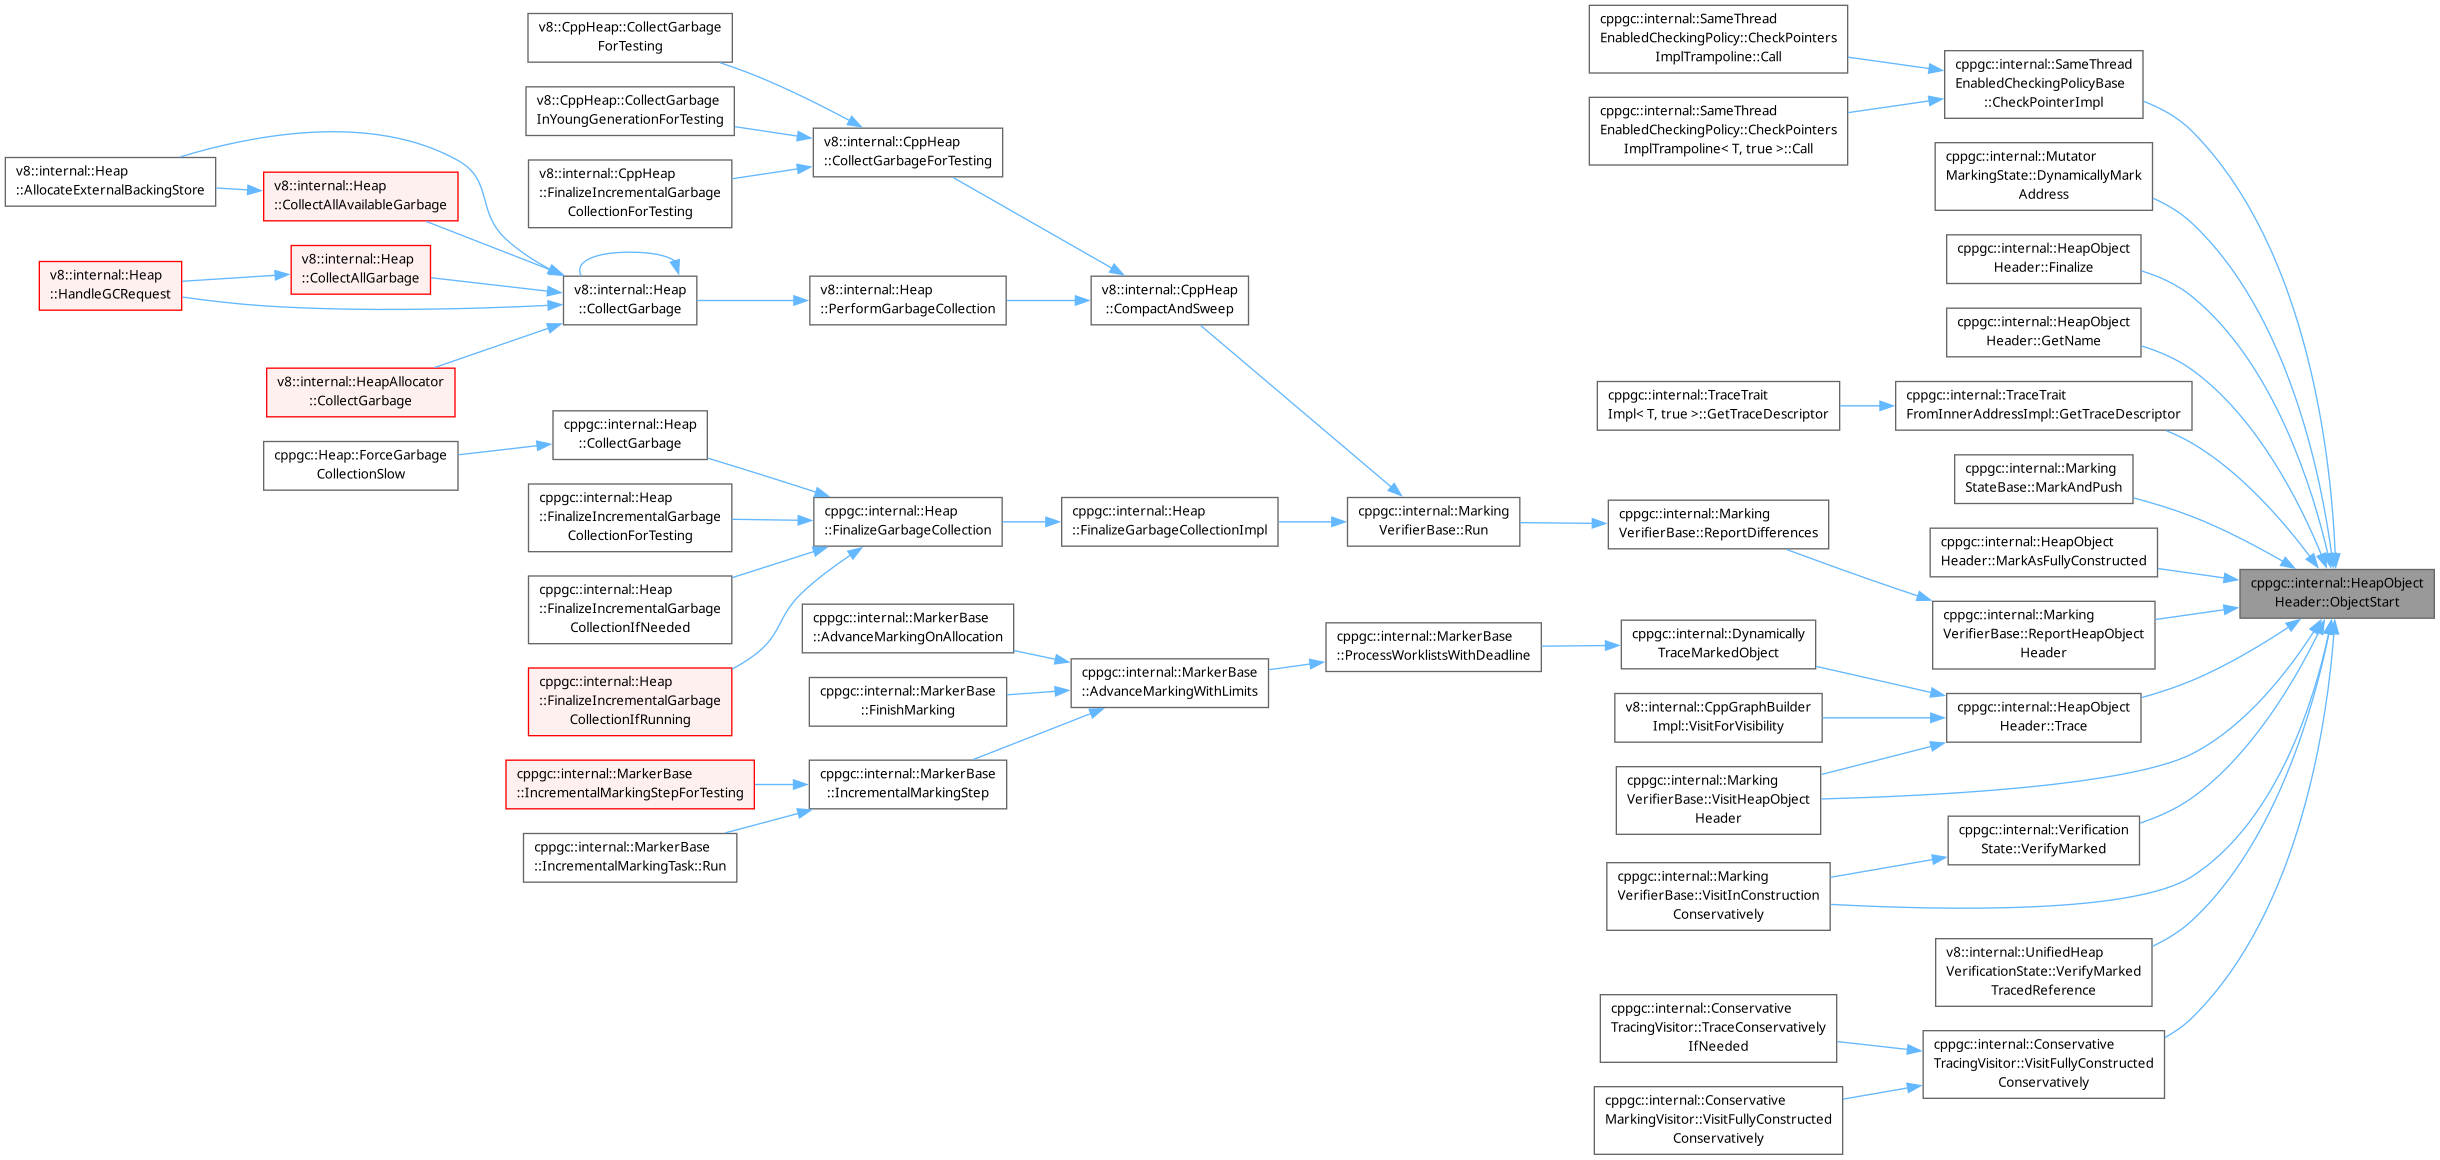 v8::CppHeap::CollectGarbage
ForTesting
v8::CppHeap::CollectGarbage
InYoungGenerationForTesting
v8::internal::CppHeap
::FinalizeIncrementalGarbage
CollectionForTesting
v8::internal::CppHeap
::CollectGarbageForTesting
v8::internal::Heap
::AllocateExternalBackingStore
v8::internal::Heap
::CollectAllAvailableGarbage
v8::internal::Heap
::CollectAllGarbage
v8::internal::Heap
::HandleGCRequest
v8::internal::Heap
::CollectGarbage
v8::internal::Heap
::PerformGarbageCollection
v8::internal::CppHeap
::CompactAndSweep
v8::internal::HeapAllocator
::CollectGarbage
cppgc::internal::Heap
::CollectGarbage
cppgc::Heap::ForceGarbage
CollectionSlow
cppgc::internal::Heap
::FinalizeIncrementalGarbage
CollectionForTesting
cppgc::internal::Heap
::FinalizeGarbageCollection
cppgc::internal::Heap
::FinalizeGarbageCollectionImpl
cppgc::internal::Marking
VerifierBase::Run
cppgc::internal::Heap
::FinalizeIncrementalGarbage
CollectionIfNeeded
cppgc::internal::Heap
::FinalizeIncrementalGarbage
CollectionIfRunning
cppgc::internal::MarkerBase
::AdvanceMarkingOnAllocation
cppgc::internal::MarkerBase
::FinishMarking
cppgc::internal::MarkerBase
::AdvanceMarkingWithLimits
cppgc::internal::MarkerBase
::ProcessWorklistsWithDeadline
cppgc::internal::MarkerBase
::IncrementalMarkingStepForTesting
cppgc::internal::MarkerBase
::IncrementalMarkingStep
cppgc::internal::MarkerBase
::IncrementalMarkingTask::Run
cppgc::internal::SameThread
EnabledCheckingPolicy::CheckPointers
ImplTrampoline::Call
cppgc::internal::SameThread
EnabledCheckingPolicy::CheckPointers
ImplTrampoline< T, true >::Call
cppgc::internal::SameThread
EnabledCheckingPolicyBase
::CheckPointerImpl
cppgc::internal::Mutator
MarkingState::DynamicallyMark
Address
cppgc::internal::HeapObject
Header::Finalize
cppgc::internal::HeapObject
Header::GetName
cppgc::internal::TraceTrait
Impl< T, true >::GetTraceDescriptor
cppgc::internal::TraceTrait
FromInnerAddressImpl::GetTraceDescriptor
cppgc::internal::Marking
StateBase::MarkAndPush
cppgc::internal::Marking
VerifierBase::ReportDifferences
cppgc::internal::HeapObject
Header::MarkAsFullyConstructed
cppgc::internal::HeapObject
Header::ObjectStart
cppgc::internal::Marking
VerifierBase::ReportHeapObject
Header
cppgc::internal::Dynamically
TraceMarkedObject
v8::internal::CppGraphBuilder
Impl::VisitForVisibility
cppgc::internal::HeapObject
Header::Trace
cppgc::internal::Marking
VerifierBase::VisitHeapObject
Header
cppgc::internal::Verification
State::VerifyMarked
cppgc::internal::Marking
VerifierBase::VisitInConstruction
Conservatively
v8::internal::UnifiedHeap
VerificationState::VerifyMarked
TracedReference
cppgc::internal::Conservative
TracingVisitor::TraceConservatively
IfNeeded
cppgc::internal::Conservative
TracingVisitor::VisitFullyConstructed
Conservatively
cppgc::internal::Conservative
MarkingVisitor::VisitFullyConstructed
Conservatively